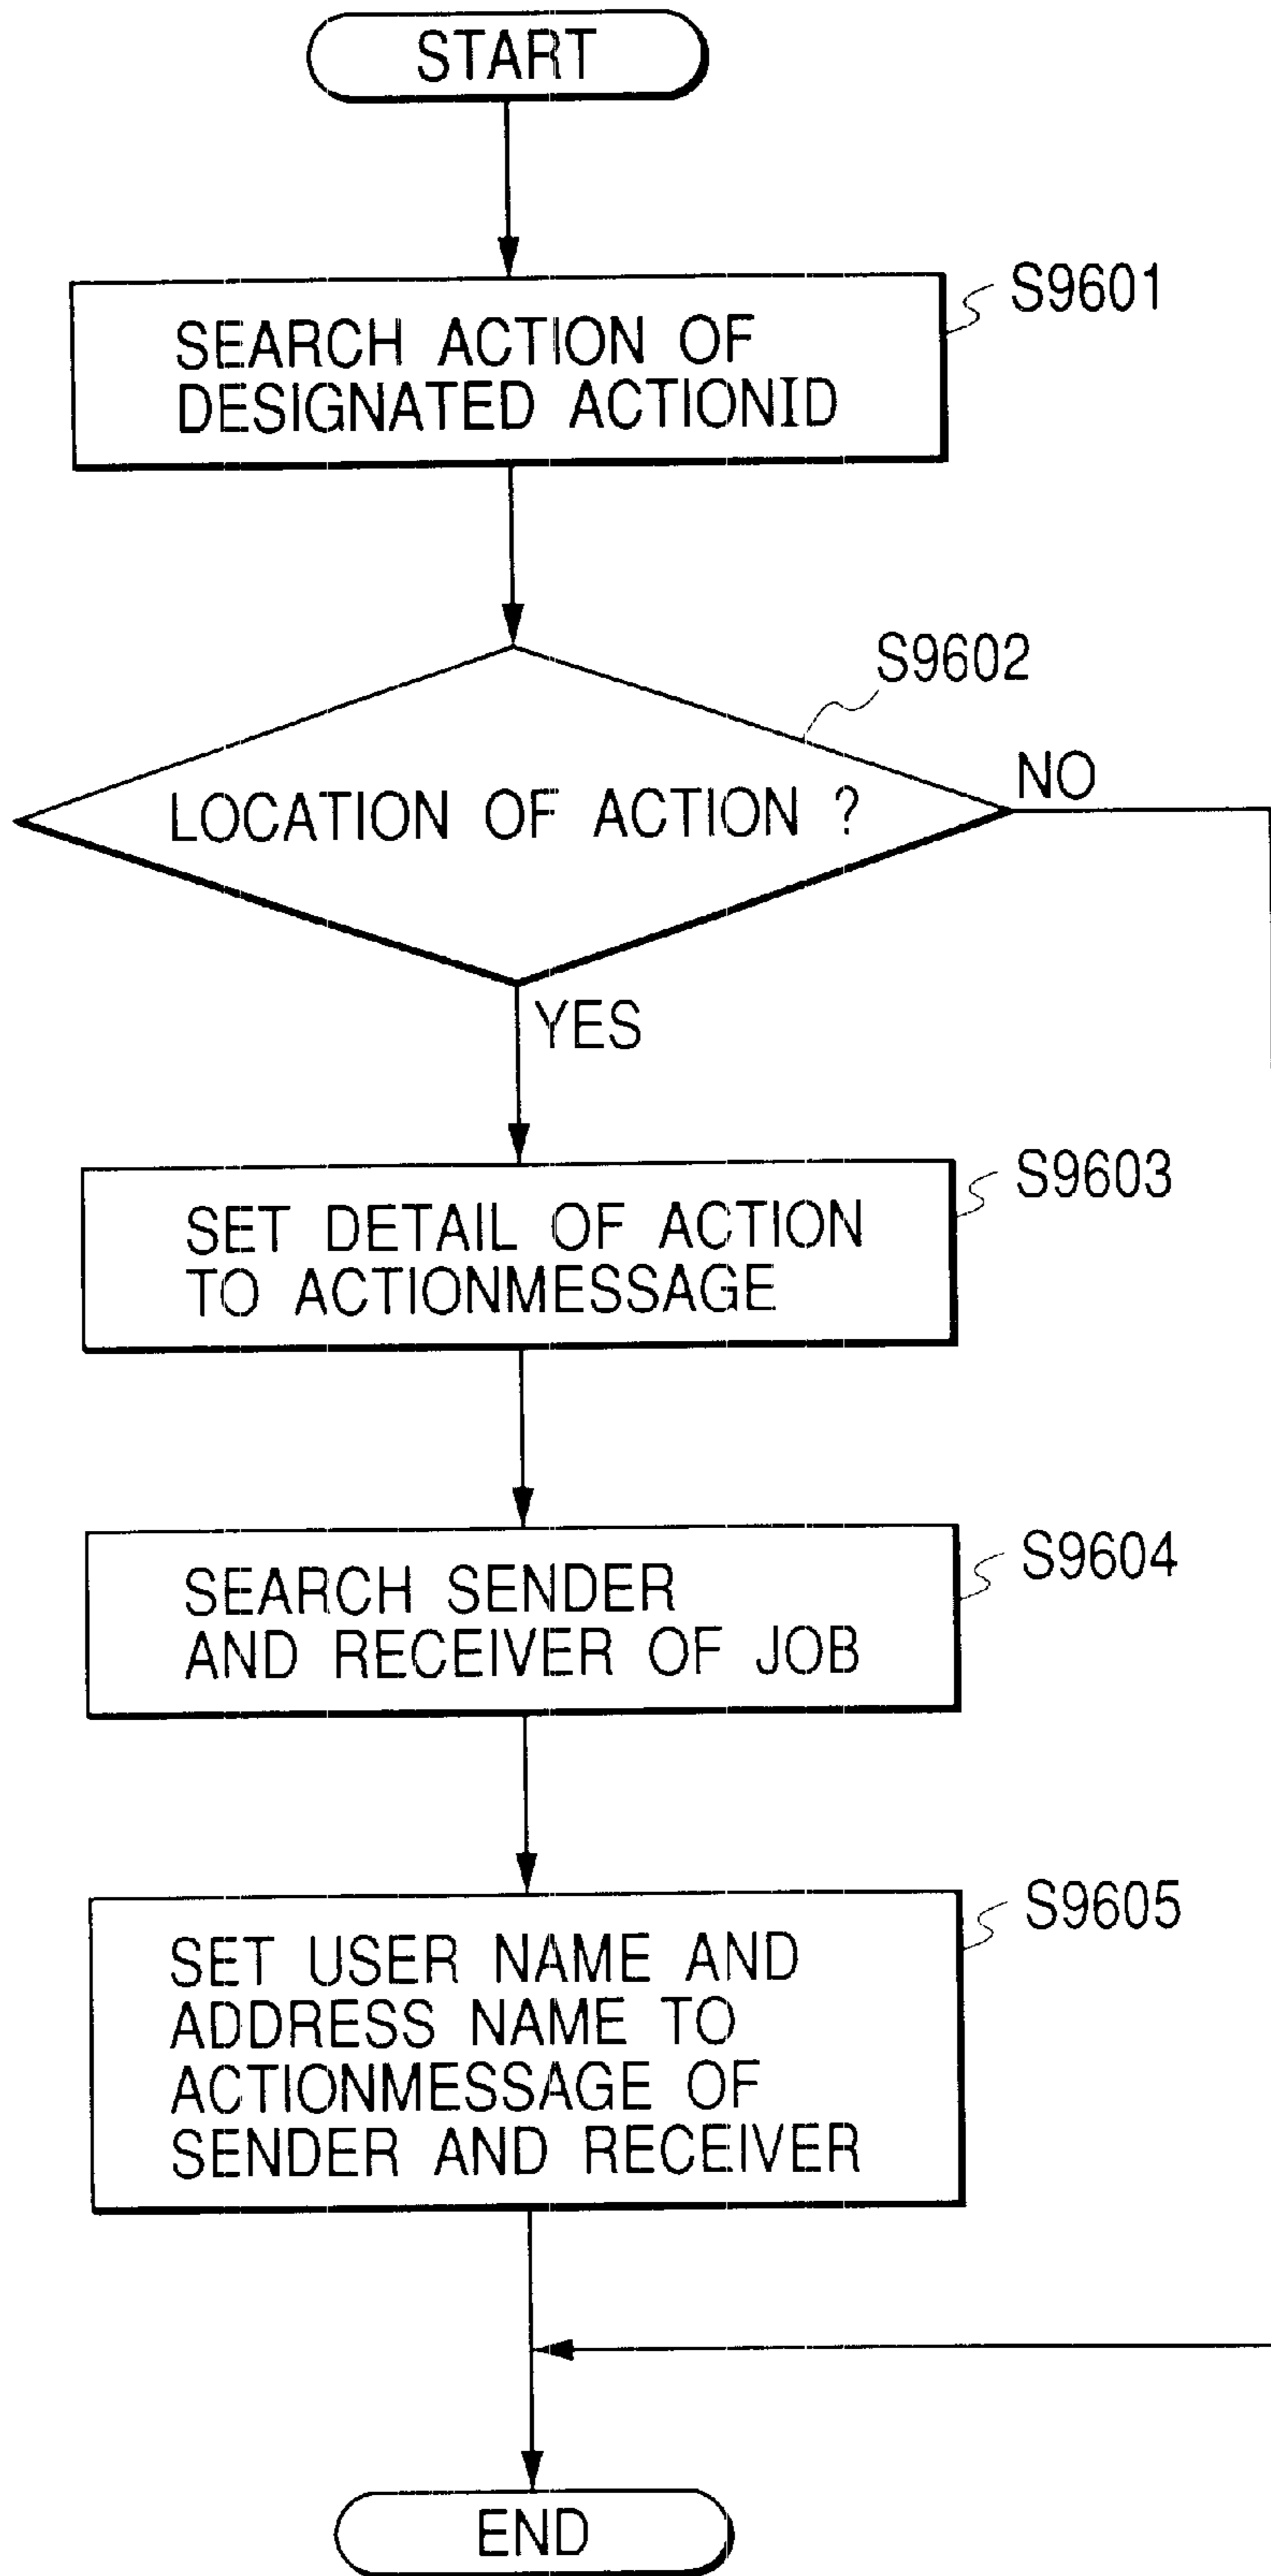 START
S9601
SEARCH ACTION OF
DESIGNATED ACTIONID
S9602
LOCATION OF ACTION ?
NO
YES
S9603
SET DETAIL OF ACTION
TO ACTIONMESSAGE
S9604
SEARCH SENDER
AND RECEIVER OF JOB
S9605
SET USER NAME AND
ADDRESS NAME TO
ACTIONMESSAGE OF
SENDER AND RECEIVER
END